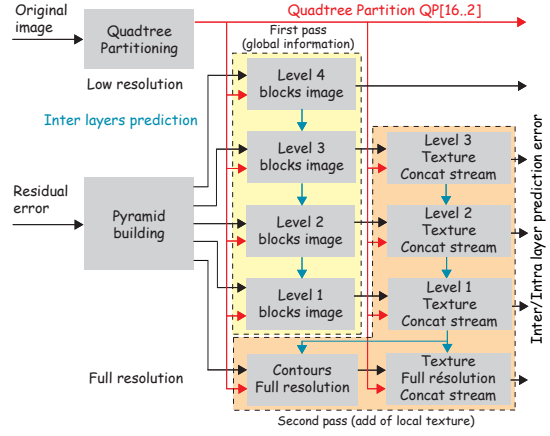 Original
image
Quadtree
Partitioning
Quadtree Partition QP[16..2]
First pass
(global information)
Low resolution
Level 4
blocks image
Inter layers prediction
Level 3
blocks image
Level 3
Texture
Concat stream
Residual
error
Pyramid
building
Level 2
blocks image
Level 2
Texture
Concat stream
Level 1
blocks image
Level 1
Texture
Concat stream
Inter/Intra layer prediction error
Full resolution
Contours
Full resolution
Texture
Full résolution
Concat stream
Second pass (add of local texture)